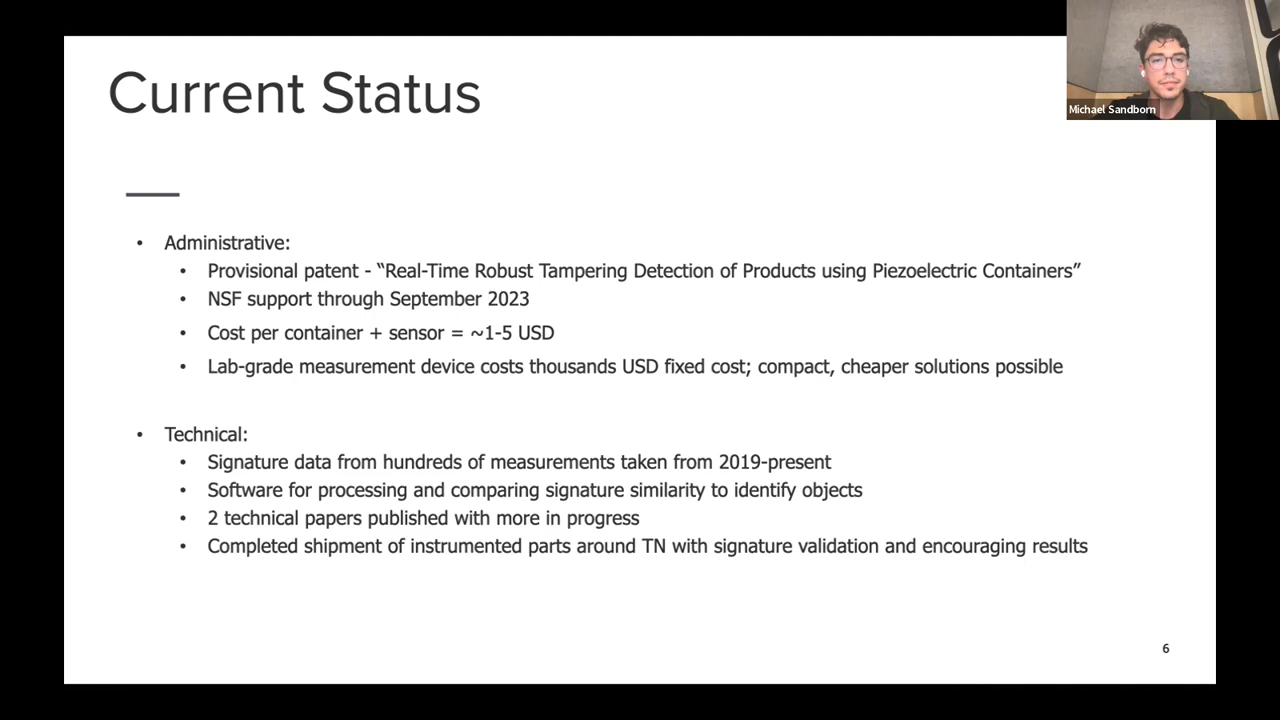 Current Status
Michael Sandborn
• Administrative:
• Provisional patent - “Real-Time Robust Tampering Detection of Products using Piezoelectric Containers”
• NSF support through September 2023
• Cost per container + sensor = ~1-5 USD
• Lab-grade measurement device costs thousands USD fixed cost; compact, cheaper solutions possible
• Technical:
• Signature data from hundreds of measurements taken from 2019-present
• Software for processing and comparing signature similarity to identify objects
• 2 technical papers published with more in progress
• Completed shipment of instrumented parts around TN with signature validation and encouraging results
6